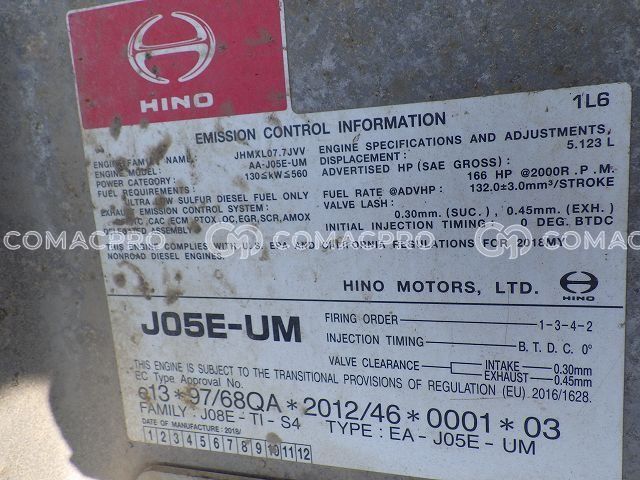 HINO
1L6
EMISSION CONTROL INFORMATION
ENGINE FAMILY NAME: JHMXL07.7JVV
ENGINE MODEL: AA-J05E-UM
POWER CATEGORY: 130≤kW≤560
FUEL REQUIREMENTS:
ULTRA LOW SULFUR DIESEL FUEL ONLY
EXHAUST EMISSION CONTROL SYSTEM:
TC, CAC, ECM, PTOX, OC, EGR, SCR, AMOX
DELEGATED ASSEMBLY
ENGINE SPECIFICATIONS AND ADJUSTMENTS,
DISPLACEMENT: 5.123 L
ADVERTISED HP (SAE GROSS):
166 HP @2000R.P.M.
FUEL RATE @ADVHP: 132.0±3.0mm³/STROKE
VALVE LASH:
0.30mm. (SUC.), 0.45mm. (EXH.)
INITIAL INJECTION TIMING: 0 DEG. BTDC
THIS ENGINE COMPLIES WITH U.S. EPA AND CALIFORNIA REGULATIONS FOR 2018MY
NONROAD DIESEL ENGINES.
COMACPRO CP COMACPRO CP COMACPRO CP
HINO MOTORS, LTD.
HINO
J05E-UM
FIRING ORDER 1-3-4-2
INJECTION TIMING B. T. D. C. 0°
VALVE CLEARANCE INTAKE 0.30mm
EXHAUST 0.45mm
THIS ENGINE IS SUBJECT TO THE TRANSITIONAL PROVISIONS OF REGULATION (EU) 2016/1628.
EC Type Approval No.
e13*97/68QA*2012/46*0001*03
FAMILY: J08E-TI-S4 TYPE: EA-J05E-UM
DATE OF MANUFACTURE: 2018/
1 2 3 4 5 6 7 8 9 10 11 12